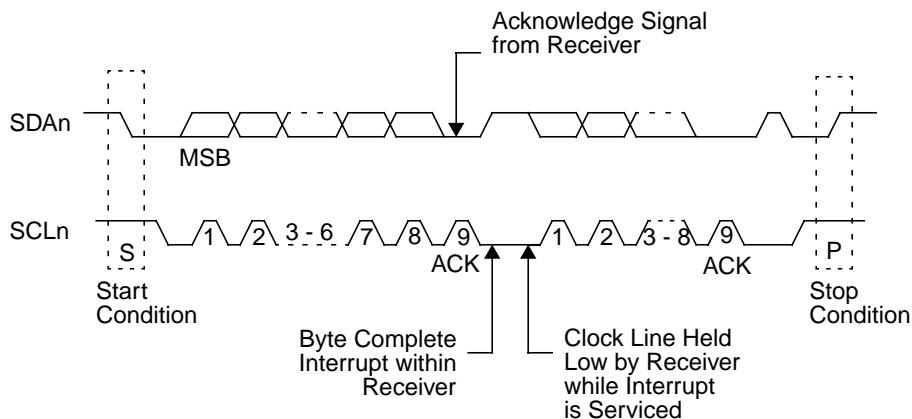 Acknowledge Signal
from Receiver
SDAn
MSB
SCLn
S
1
2
3 - 6
7
8
9
1
2
3 - 8
9
P
ACK
ACK
Start
Condition
Stop
Condition
Byte Complete
Interrupt within
Receiver
Clock Line Held
Low by Receiver
while Interrupt
is Serviced